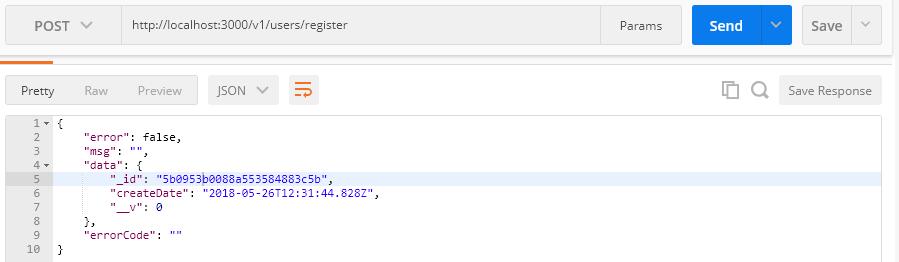 POST http://localhost:3000/v1/users/register Params Send Save
Pretty Raw Preview JSON Save Response
1 {
2 "error": false,
3 "msg": "",
4 "data": {
5 "_id": "5b0953b0088a553584883c5b",
6 "createDate": "2018-05-26T12:31:44.828Z",
7 "__v": 0
8 },
9 "errorCode": ""
10 }